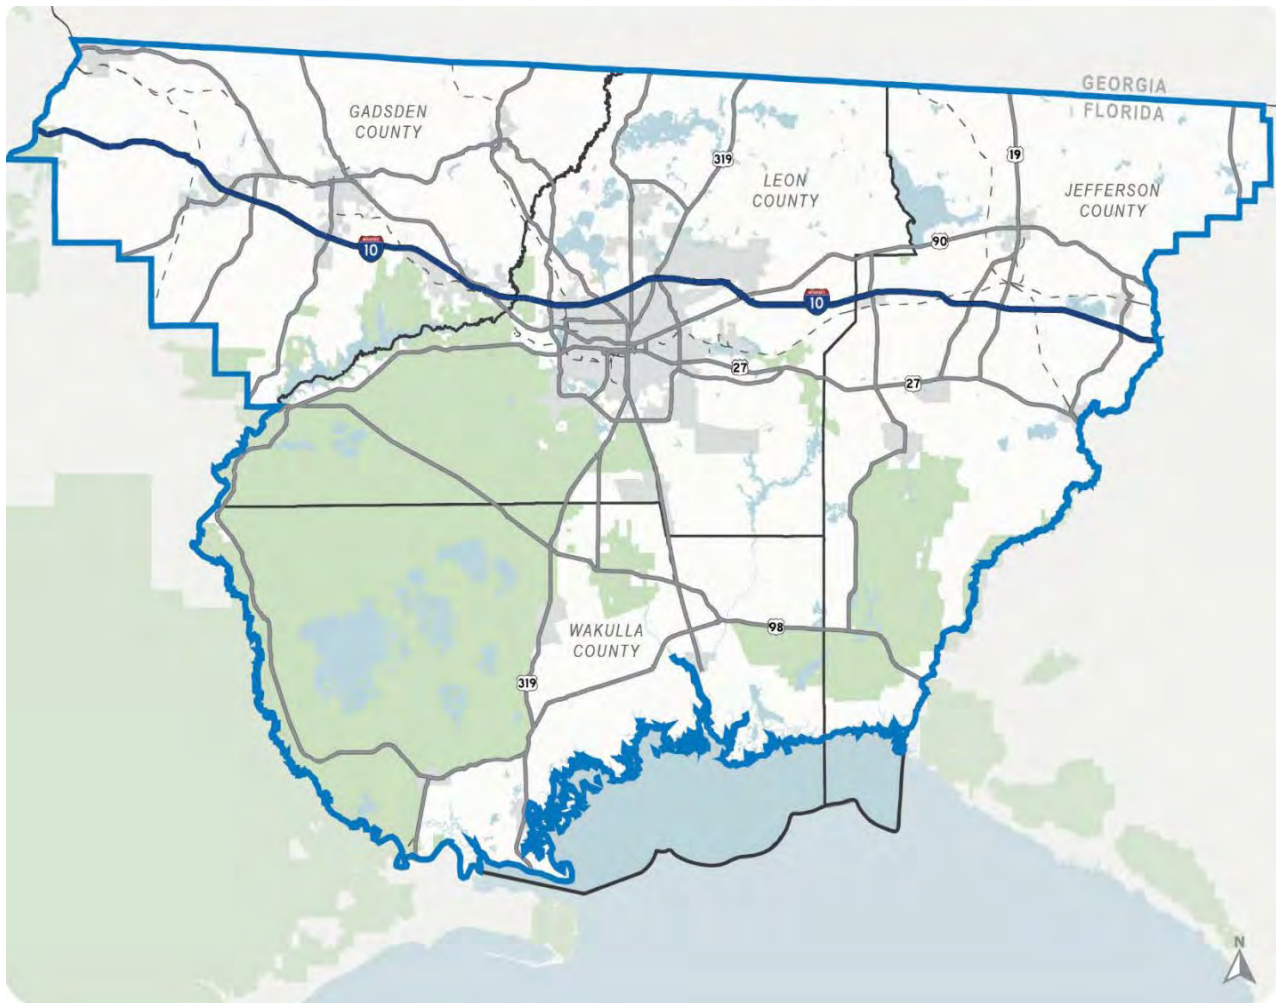 GEORGIA
FLORIDA
GADSDEN
COUNTY
319
19
LEON
COUNTY
JEFFERSON
COUNTY
90
10
10
27
27
WAKULLA
COUNTY
98
319
N